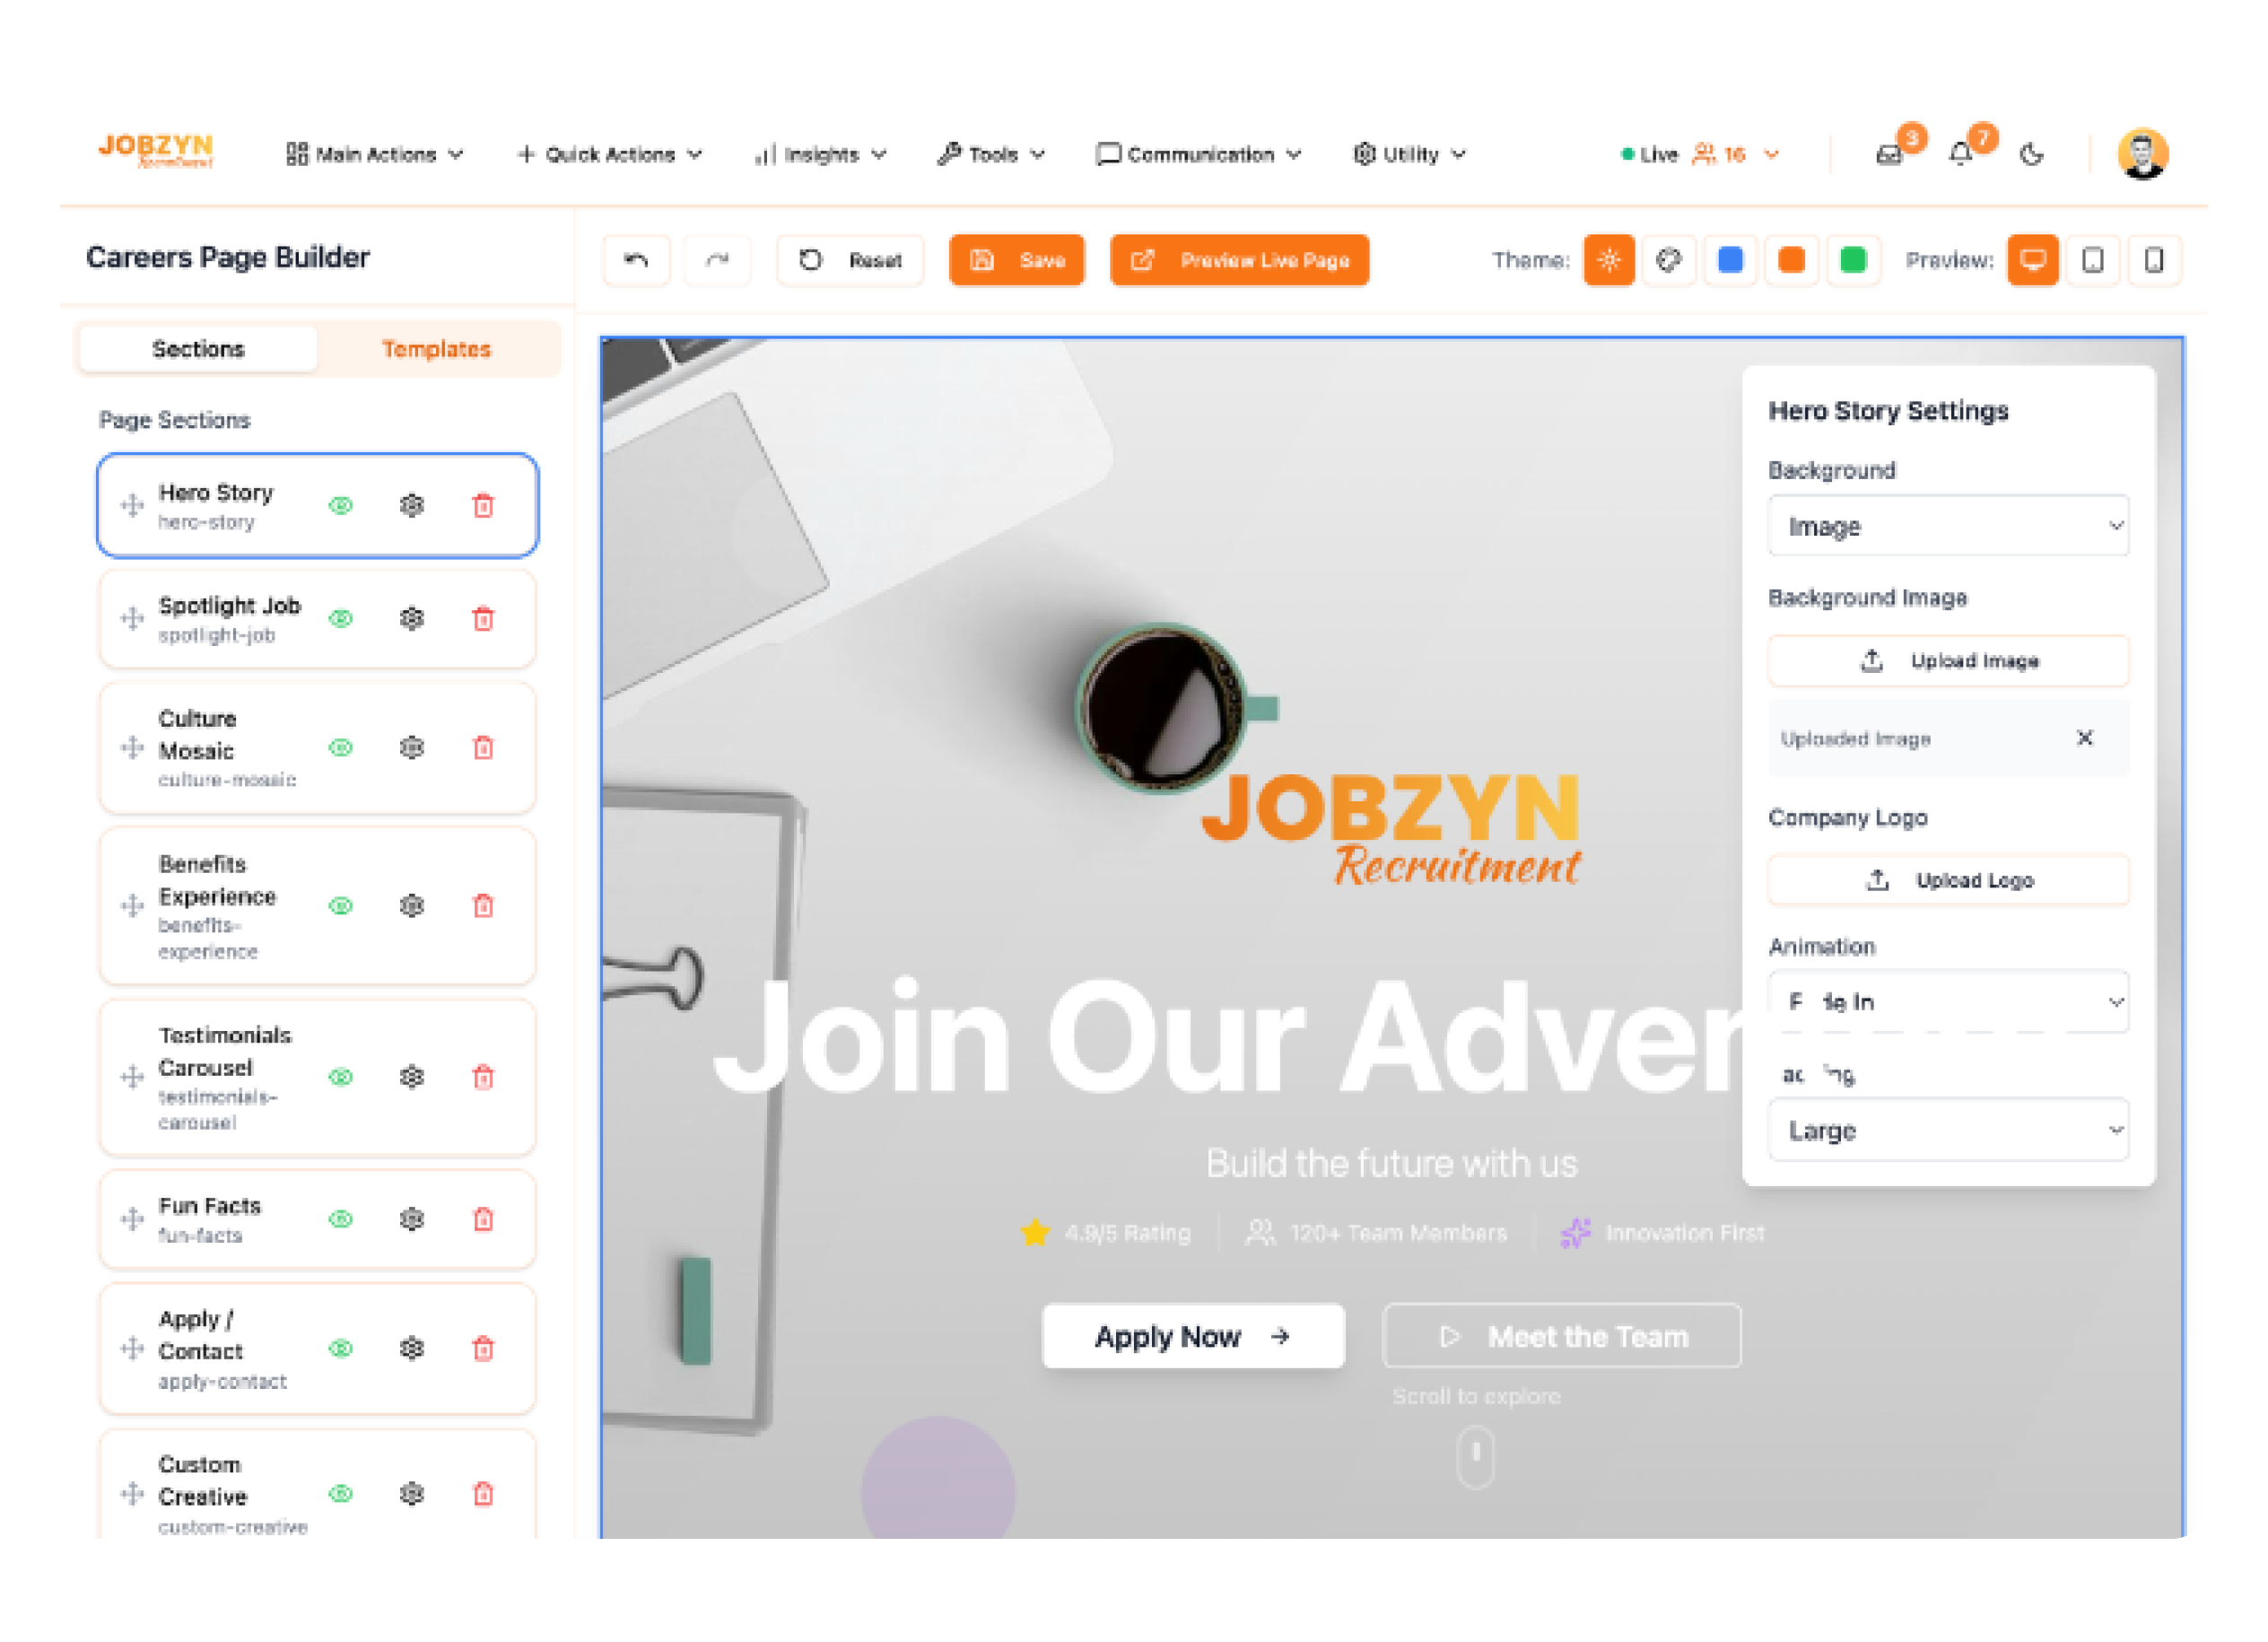 JOBZYN
Recruitment
Main Actions
Quick Actions
Insights
Tools
Communication
Utility
Live 16
3
7
Careers Page Builder
Reset
Save
Preview Live Page
Theme:
Preview:
Sections
Templates
Page Sections
Hero Story
hero-story
Spotlight Job
spotlight-job
Culture
Mosaic
culture-mosaic
Benefits
Experience
benefits-
experience
Testimonials
Carousel
testimonials-
carousel
Fun Facts
fun-facts
Apply /
Contact
apply-contact
Custom
Creative
custom-creative
JOBZYN
Recruitment
Join Our Adver
Build the future with us
4.9/5 Rating
120+ Team Members
Innovation First
Apply Now
Meet the Team
Scroll to explore
Hero Story Settings
Background
Image
Background Image
Upload Image
Uploaded Image
Company Logo
Upload Logo
Animation
In
Large